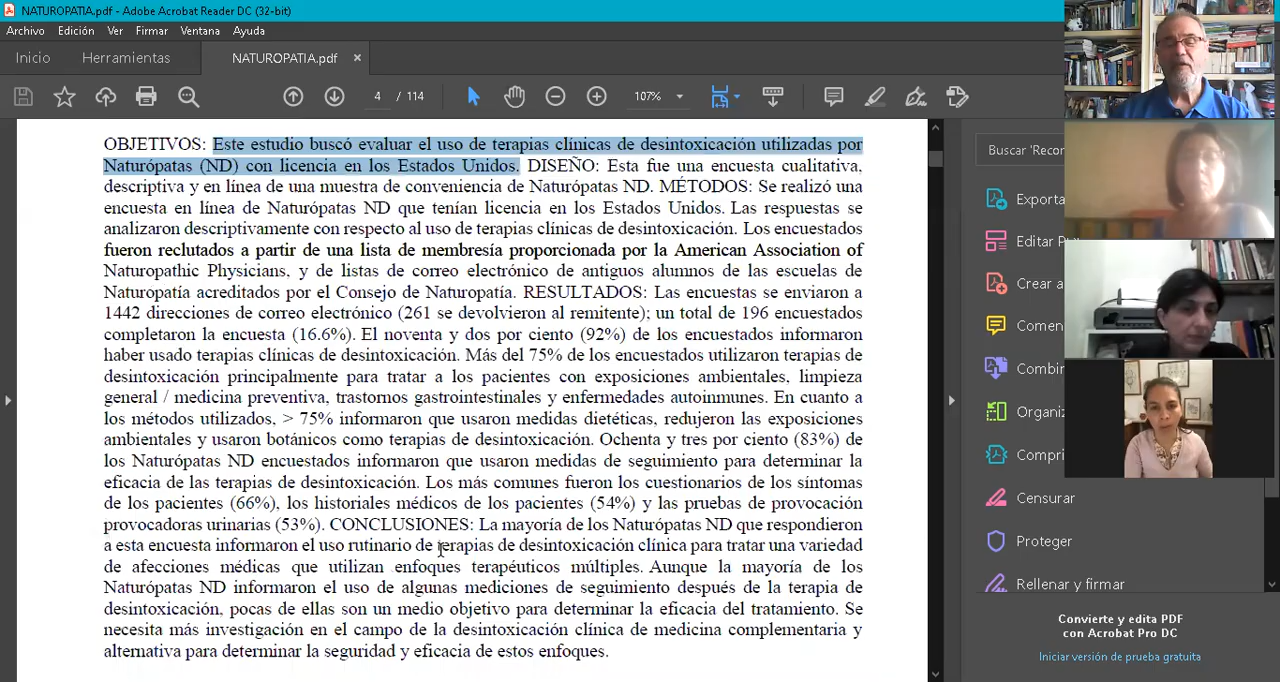 NATUROPATIA.pdf - Adobe Acrobat Reader DC (32-bit)
Archivo Edición Ver Firmar Ventana Ayuda
Inicio Herramientas NATUROPATIA.pdf ×
4 / 114 107%
OBJETIVOS: Este estudio buscó evaluar el uso de terapias clínicas de desintoxicación utilizadas por
Naturópatas (ND) con licencia en los Estados Unidos. DISEÑO: Esta fue una encuesta cualitativa,
descriptiva y en línea de una muestra de conveniencia de Naturópatas ND. MÉTODOS: Se realizó una
encuesta en línea de Naturópatas ND que tenían licencia en los Estados Unidos. Las respuestas se
analizaron descriptivamente con respecto al uso de terapias clínicas de desintoxicación. Los encuestados
fueron reclutados a partir de una lista de membresía proporcionada por la American Association of
Naturopathic Physicians, y de listas de correo electrónico de antiguos alumnos de las escuelas de
Naturopatía acreditados por el Consejo de Naturopatía. RESULTADOS: Las encuestas se enviaron a
1442 direcciones de correo electrónico (261 se devolvieron al remitente); un total de 196 encuestados
completaron la encuesta (16.6%). El noventa y dos por ciento (92%) de los encuestados informaron
haber usado terapias clínicas de desintoxicación. Más del 75% de los encuestados utilizaron terapias de
desintoxicación principalmente para tratar a los pacientes con exposiciones ambientales, limpieza
general / medicina preventiva, trastornos gastrointestinales y enfermedades autoinmunes. En cuanto a
los métodos utilizados, > 75% informaron que usaron medidas dietéticas, redujeron las exposiciones
ambientales y usaron botánicos como terapias de desintoxicación. Ochenta y tres por ciento (83%) de
los Naturópatas ND encuestados informaron que usaron medidas de seguimiento para determinar la
eficacia de las terapias de desintoxicación. Los más comunes fueron los cuestionarios de los síntomas
de los pacientes (66%), los historiales médicos de los pacientes (54%) y las pruebas de provocación
provocadoras urinarias (53%). CONCLUSIONES: La mayoría de los Naturópatas ND que respondieron
a esta encuesta informaron el uso rutinario de terapias de desintoxicación clínica para tratar una variedad
de afecciones médicas que utilizan enfoques terapéuticos múltiples. Aunque la mayoría de los
Naturópatas ND informaron el uso de algunas mediciones de seguimiento después de la terapia de
desintoxicación, pocas de ellas son un medio objetivo para determinar la eficacia del tratamiento. Se
necesita más investigación en el campo de la desintoxicación clínica de medicina complementaria y
alternativa para determinar la seguridad y eficacia de estos enfoques.
Buscar 'Recor
Exporta
Editar P
Crear a
Comen
Combin
Organiz
Compri
Censurar
Proteger
Rellenar y firmar
Convierte y edita PDF
con Acrobat Pro DC
Iniciar versión de prueba gratuita